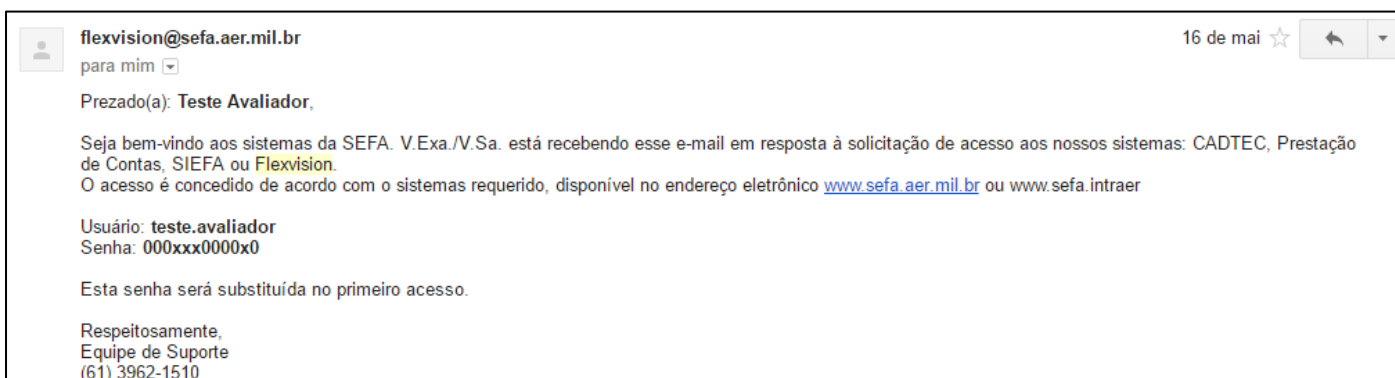 flexvision@sefa.aer.mil.br
16 de mai
para mim
Prezado(a): Teste Avaliador,
Seja bem-vindo aos sistemas da SEFA. V.Exa./V.Sa. está recebendo esse e-mail em resposta à solicitação de acesso aos nossos sistemas: CADTEC, Prestação
de Contas, SIEFA ou Flexvision.
O acesso é concedido de acordo com o sistemas requerido, disponível no endereço eletrônico www.sefa.aer.mil.br ou www.sefa.intraer
Usuário: teste.avaliador
Senha: 000xxx0000x0
Esta senha será substituída no primeiro acesso.
Respeitosamente,
Equipe de Suporte
(61) 3962-1510